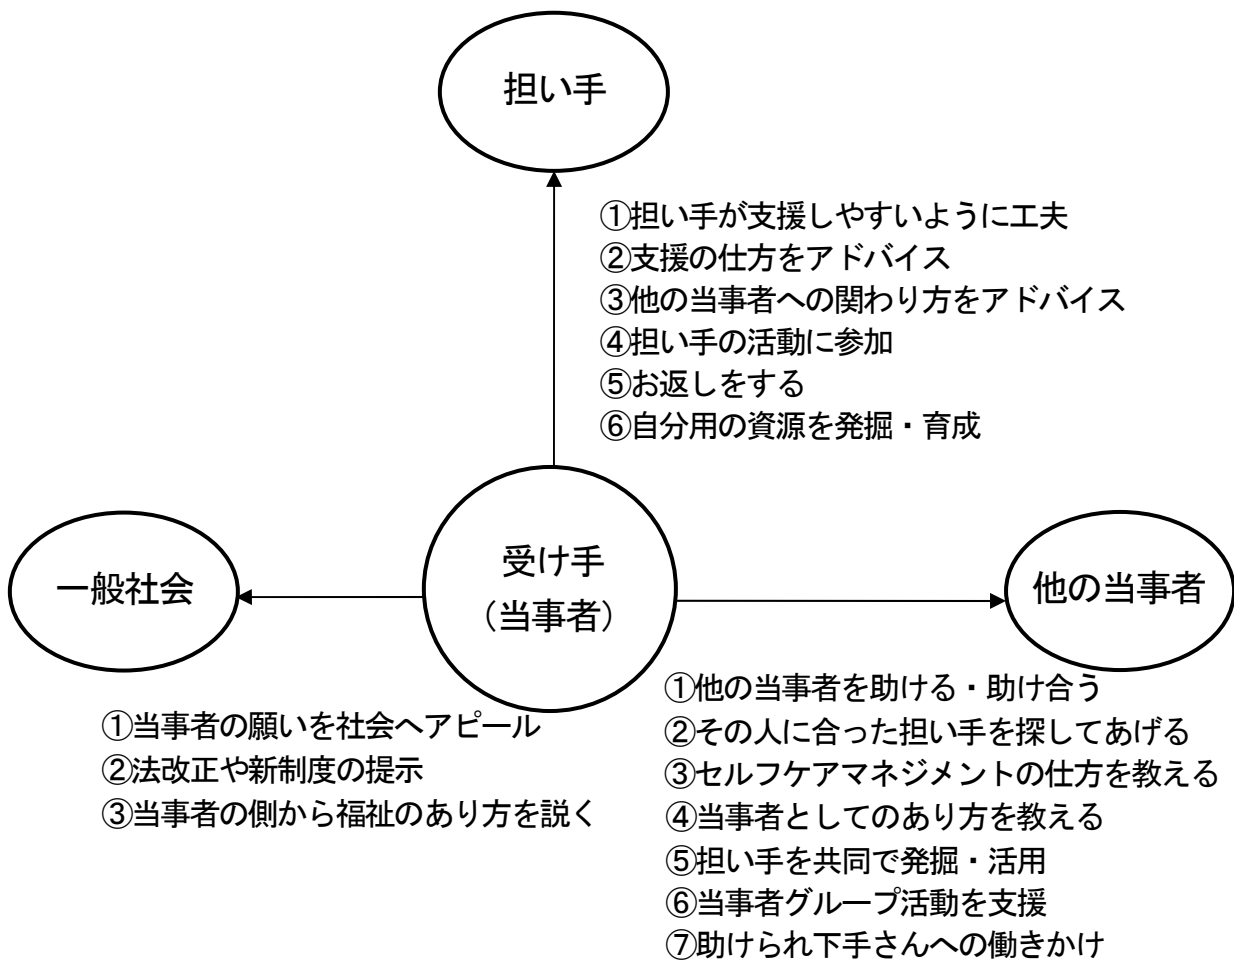 担い手
①担い手が支援しやすいように工夫
②支援の仕方をアドバイス
③他の当事者への関わり方をアドバイス
④担い手の活動に参加
⑤お返しをする
⑥自分用の資源を発掘・育成
受け手
（当事者）
一般社会
①当事者の願いを社会へアピール
②法改正や新制度の提示
③当事者の側から福祉のあり方を説く
他の当事者
①他の当事者を助ける・助け合う
②その人に合った担い手を探してあげる
③セルフケアマネジメントの仕方を教える
④当事者としてのあり方を教える
⑤担い手を共同で発掘・活用
⑥当事者グループ活動を支援
⑦助けられ下手さんへの働きかけ